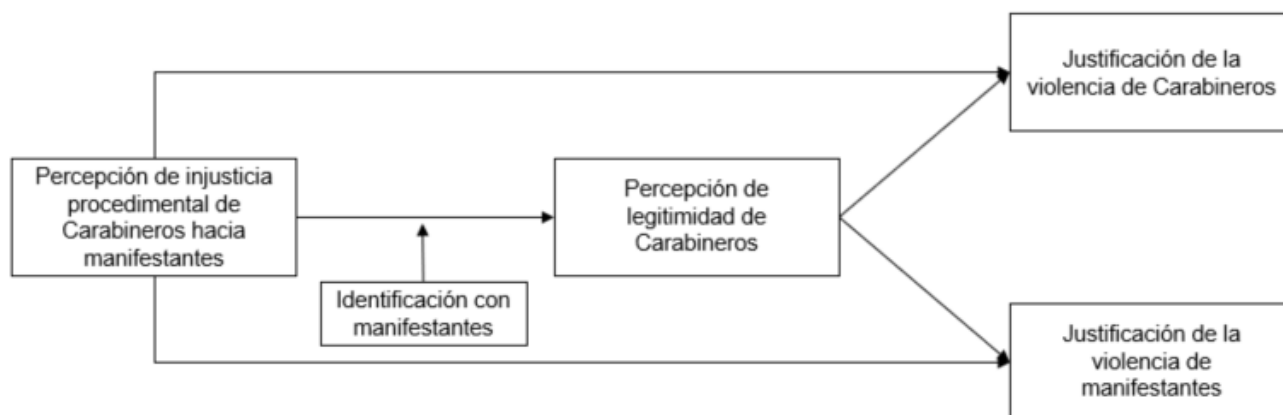 Justificación de la
violencia de Carabineros
Percepción de injusticia
procedimental de
Carabineros hacia
manifestantes
Percepción de
legitimidad de
Carabineros
Identificación con
manifestantes
Justificación de la
violencia de
manifestantes